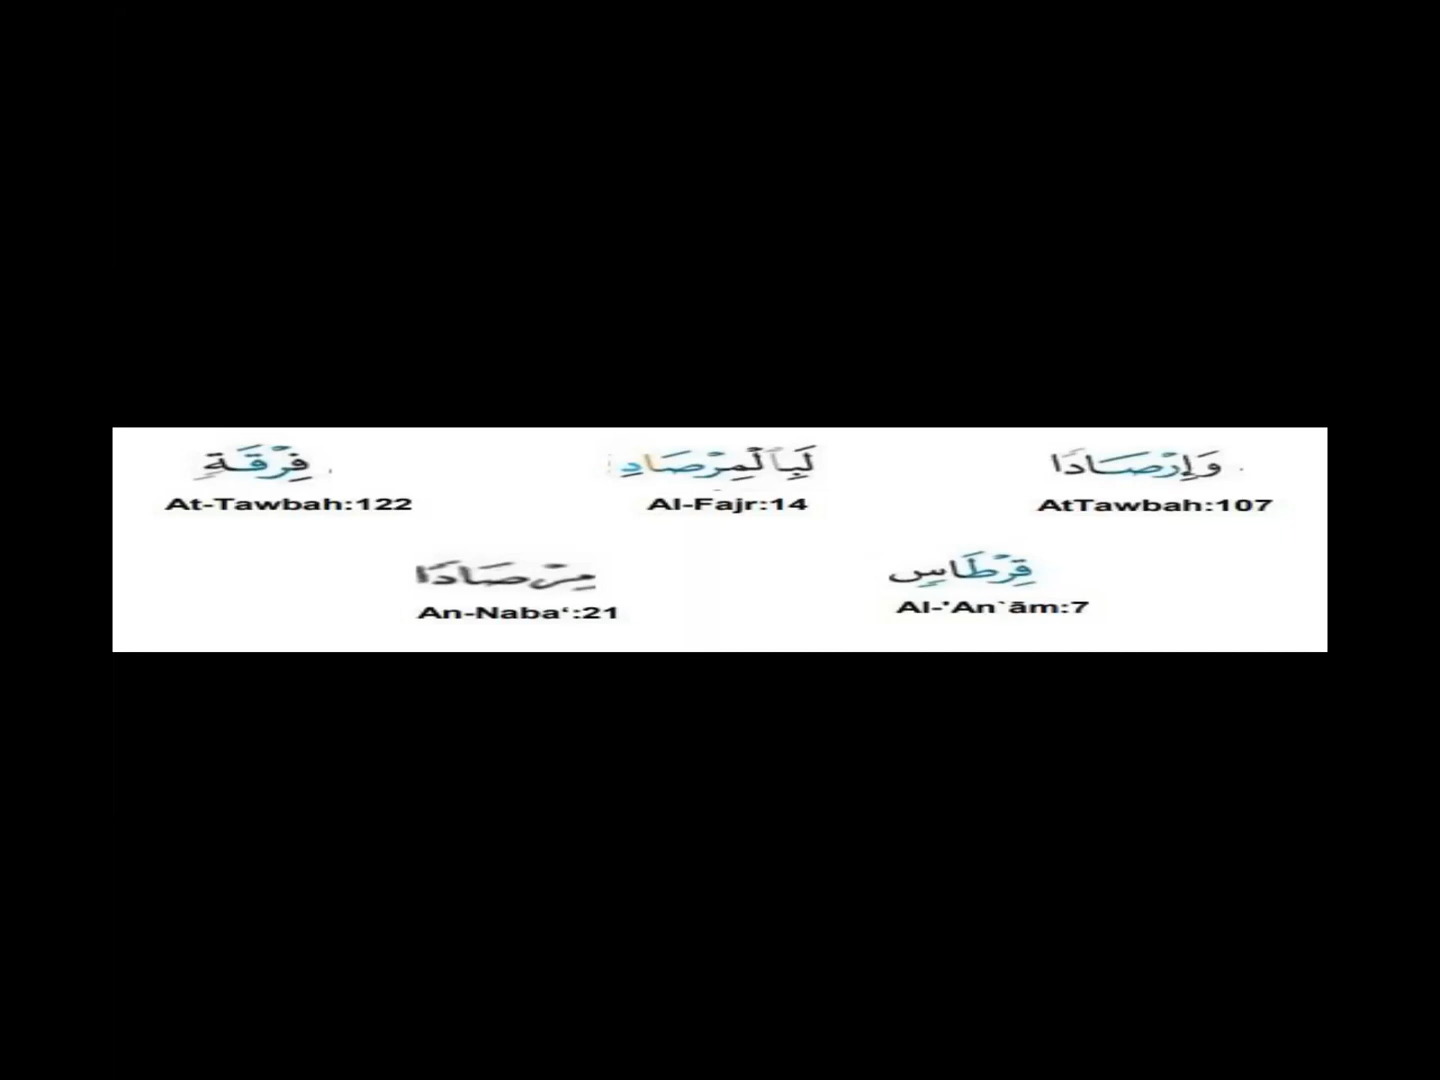 وَإِرْصَادًا لَبِٱلْمِرْصَادِ فِرْقَةٍ
AtTawbah:107 Al-Fajr:14 At-Tawbah:122
قِرْطَاسٍ مِرْصَادًا
Al-'An`ām:7 An-Naba‘:21